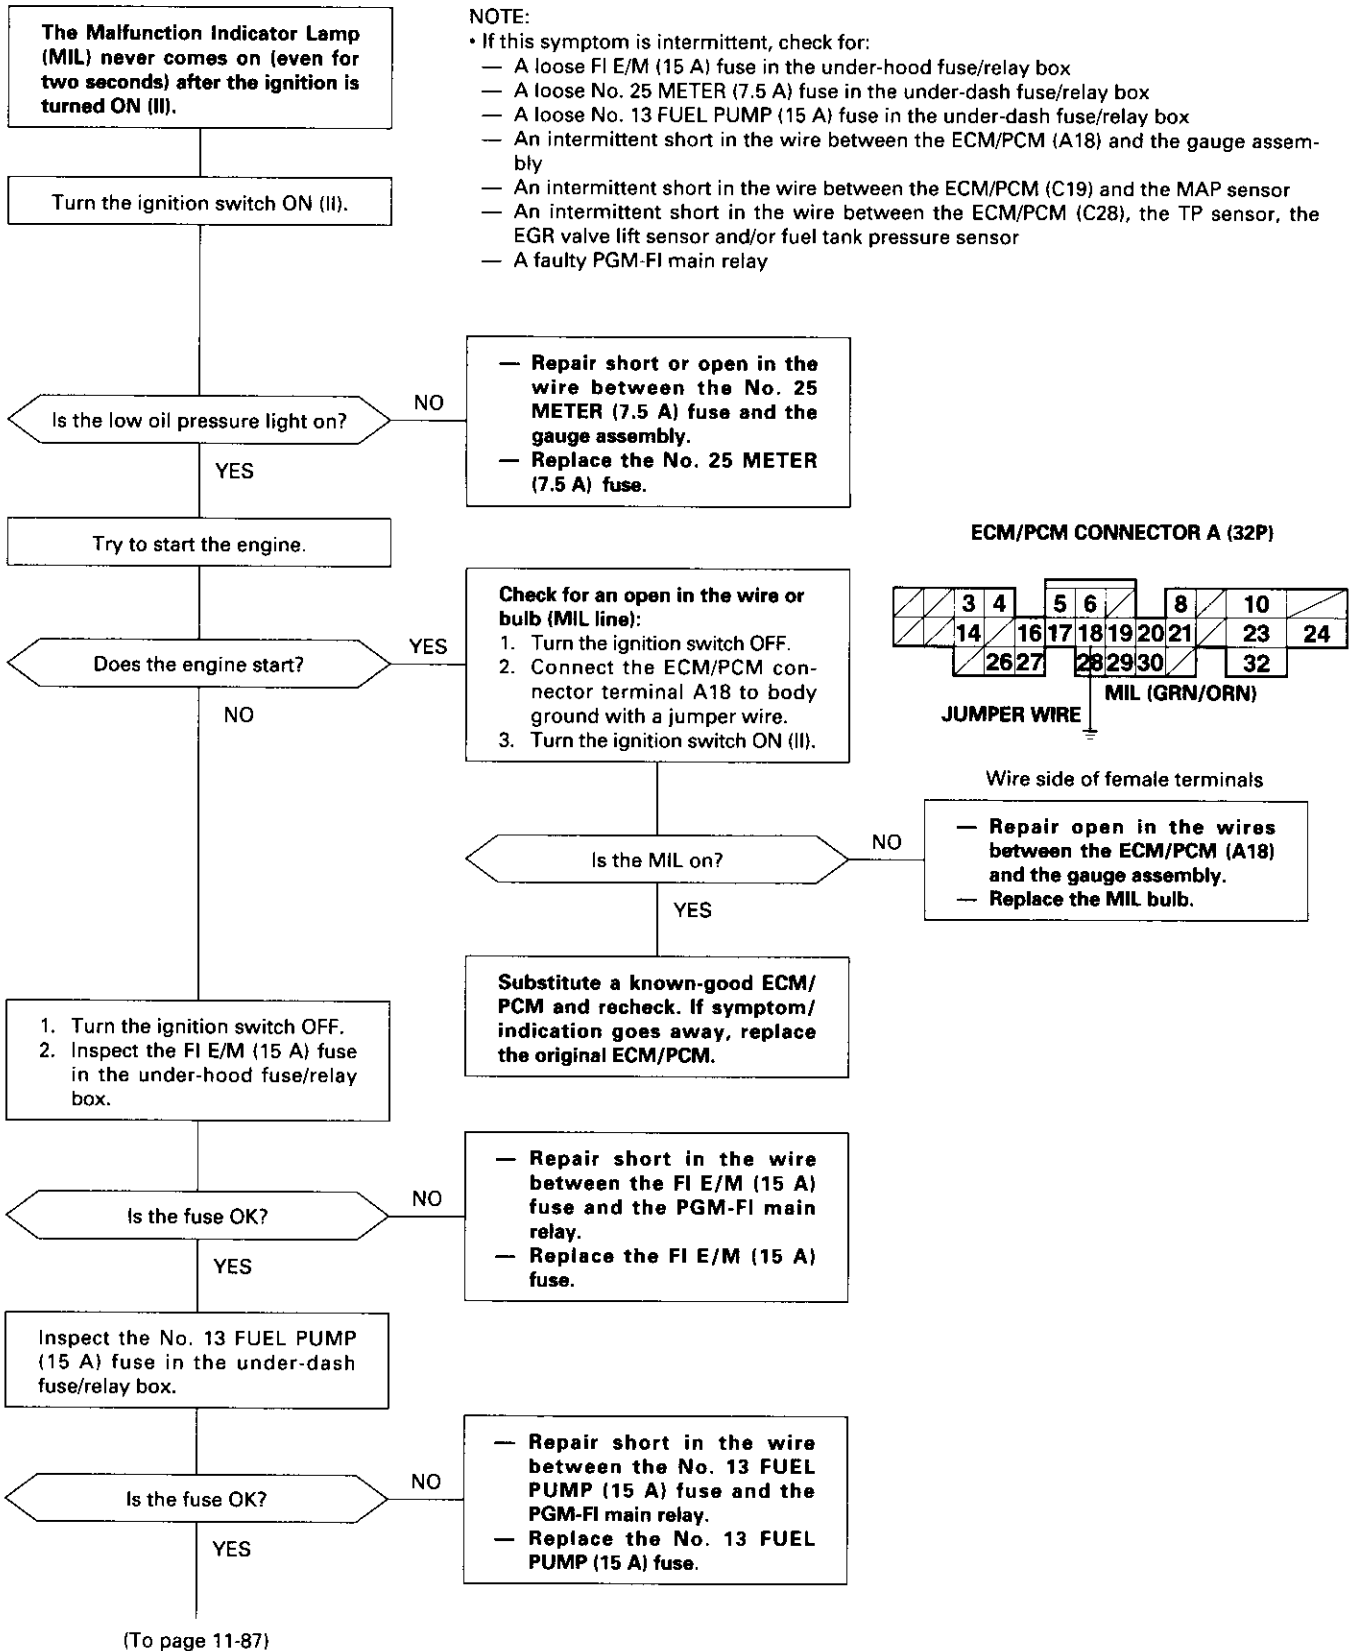 The Malfunction Indicator Lamp
(MIL) never comes on (even for
two seconds) after the ignition is
turned ON (II).
NOTE:
• If this symptom is intermittent, check for:
— A loose FI E/M (15 A) fuse in the under-hood fuse/relay box
— A loose No. 25 METER (7.5 A) fuse in the under-dash fuse/relay box
— A loose No. 13 FUEL PUMP (15 A) fuse in the under-dash fuse/relay box
— An intermittent short in the wire between the ECM/PCM (A18) and the gauge assem-
bly
— An intermittent short in the wire between the ECM/PCM (C19) and the MAP sensor
— An intermittent short in the wire between the ECM/PCM (C28), the TP sensor, the
EGR valve lift sensor and/or fuel tank pressure sensor
— A faulty PGM-FI main relay
Turn the ignition switch ON (II).
Is the low oil pressure light on?
NO
— Repair short or open in the
wire between the No. 25
METER (7.5 A) fuse and the
gauge assembly.
— Replace the No. 25 METER
(7.5 A) fuse.
YES
Try to start the engine.
Does the engine start?
YES
Check for an open in the wire or
bulb (MIL line):
1. Turn the ignition switch OFF.
2. Connect the ECM/PCM con-
nector terminal A18 to body
ground with a jumper wire.
3. Turn the ignition switch ON (II).
ECM/PCM CONNECTOR A (32P)
3 4 5 6 8 10
14 16 17 18 19 20 21 23 24
26 27 28 29 30 32
MIL (GRN/ORN)
JUMPER WIRE
Wire side of female terminals
NO
Is the MIL on?
NO
— Repair open in the wires
between the ECM/PCM (A18)
and the gauge assembly.
— Replace the MIL bulb.
YES
Substitute a known-good ECM/
PCM and recheck. If symptom/
indication goes away, replace
the original ECM/PCM.
1. Turn the ignition switch OFF.
2. Inspect the FI E/M (15 A) fuse
in the under-hood fuse/relay
box.
Is the fuse OK?
NO
— Repair short in the wire
between the FI E/M (15 A)
fuse and the PGM-FI main
relay.
— Replace the FI E/M (15 A)
fuse.
YES
Inspect the No. 13 FUEL PUMP
(15 A) fuse in the under-dash
fuse/relay box.
Is the fuse OK?
NO
— Repair short in the wire
between the No. 13 FUEL
PUMP (15 A) fuse and the
PGM-FI main relay.
— Replace the No. 13 FUEL
PUMP (15 A) fuse.
YES
(To page 11-87)